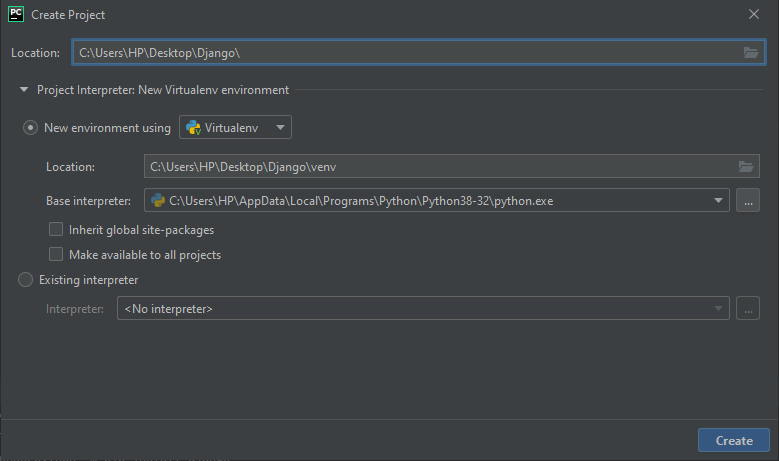 PC Create Project
Location: C:\Users\HP\Desktop\Django\
Project Interpreter: New Virtualenv environment
New environment using Virtualenv
Location: C:\Users\HP\Desktop\Django\venv
Base interpreter: C:\Users\HP\AppData\Local\Programs\Python\Python38-32\python.exe ...
Inherit global site-packages
Make available to all projects
Existing interpreter
Interpreter: <No interpreter> ...
Create